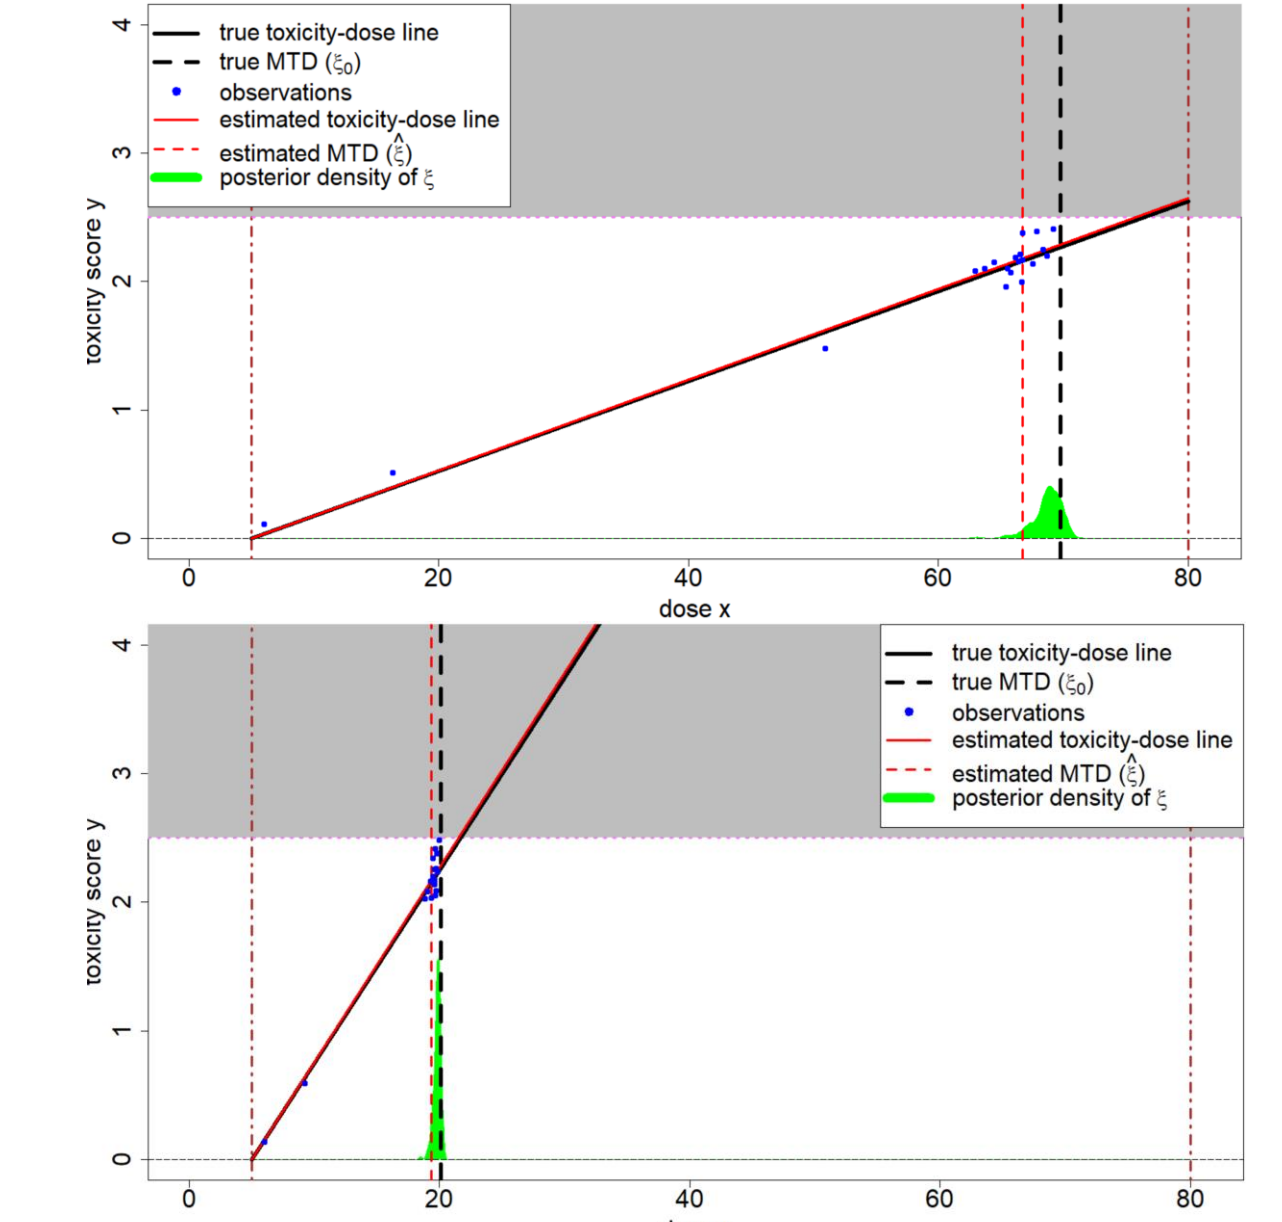 4
3
2
1
0
toxicity score y
true toxicity-dose line
true MTD (ξ₀)
observations
estimated toxicity-dose line
estimated MTD (ξ̂)
posterior density of ξ
0 20 40 60 80
dose x
4
3
2
1
0
toxicity score y
true toxicity-dose line
true MTD (ξ₀)
observations
estimated toxicity-dose line
estimated MTD (ξ̂)
posterior density of ξ
0 20 40 60 80